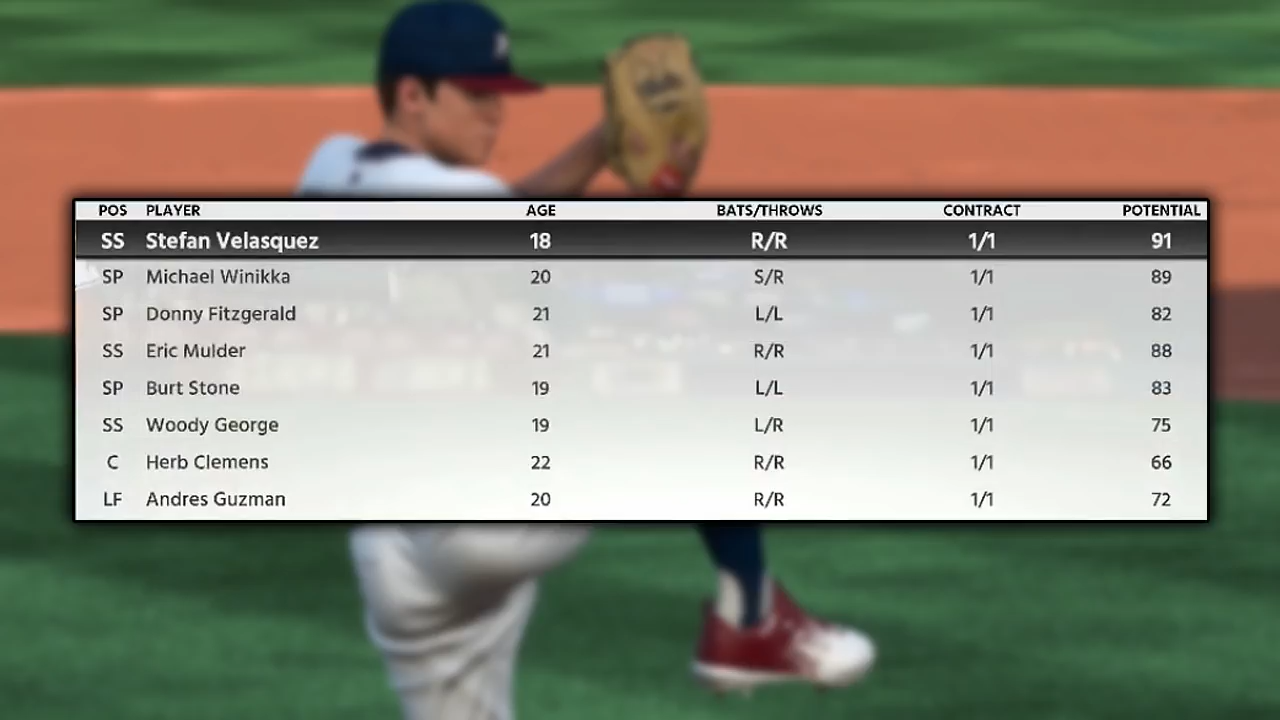 POS PLAYER AGE BATS/THROWS CONTRACT POTENTIAL
SS Stefan Velasquez 18 R/R 1/1 91
SP Michael Winikka 20 S/R 1/1 89
SP Donny Fitzgerald 21 L/L 1/1 82
SS Eric Mulder 21 R/R 1/1 88
SP Burt Stone 19 L/L 1/1 83
SS Woody George 19 L/R 1/1 75
C Herb Clemens 22 R/R 1/1 66
LF Andres Guzman 20 R/R 1/1 72